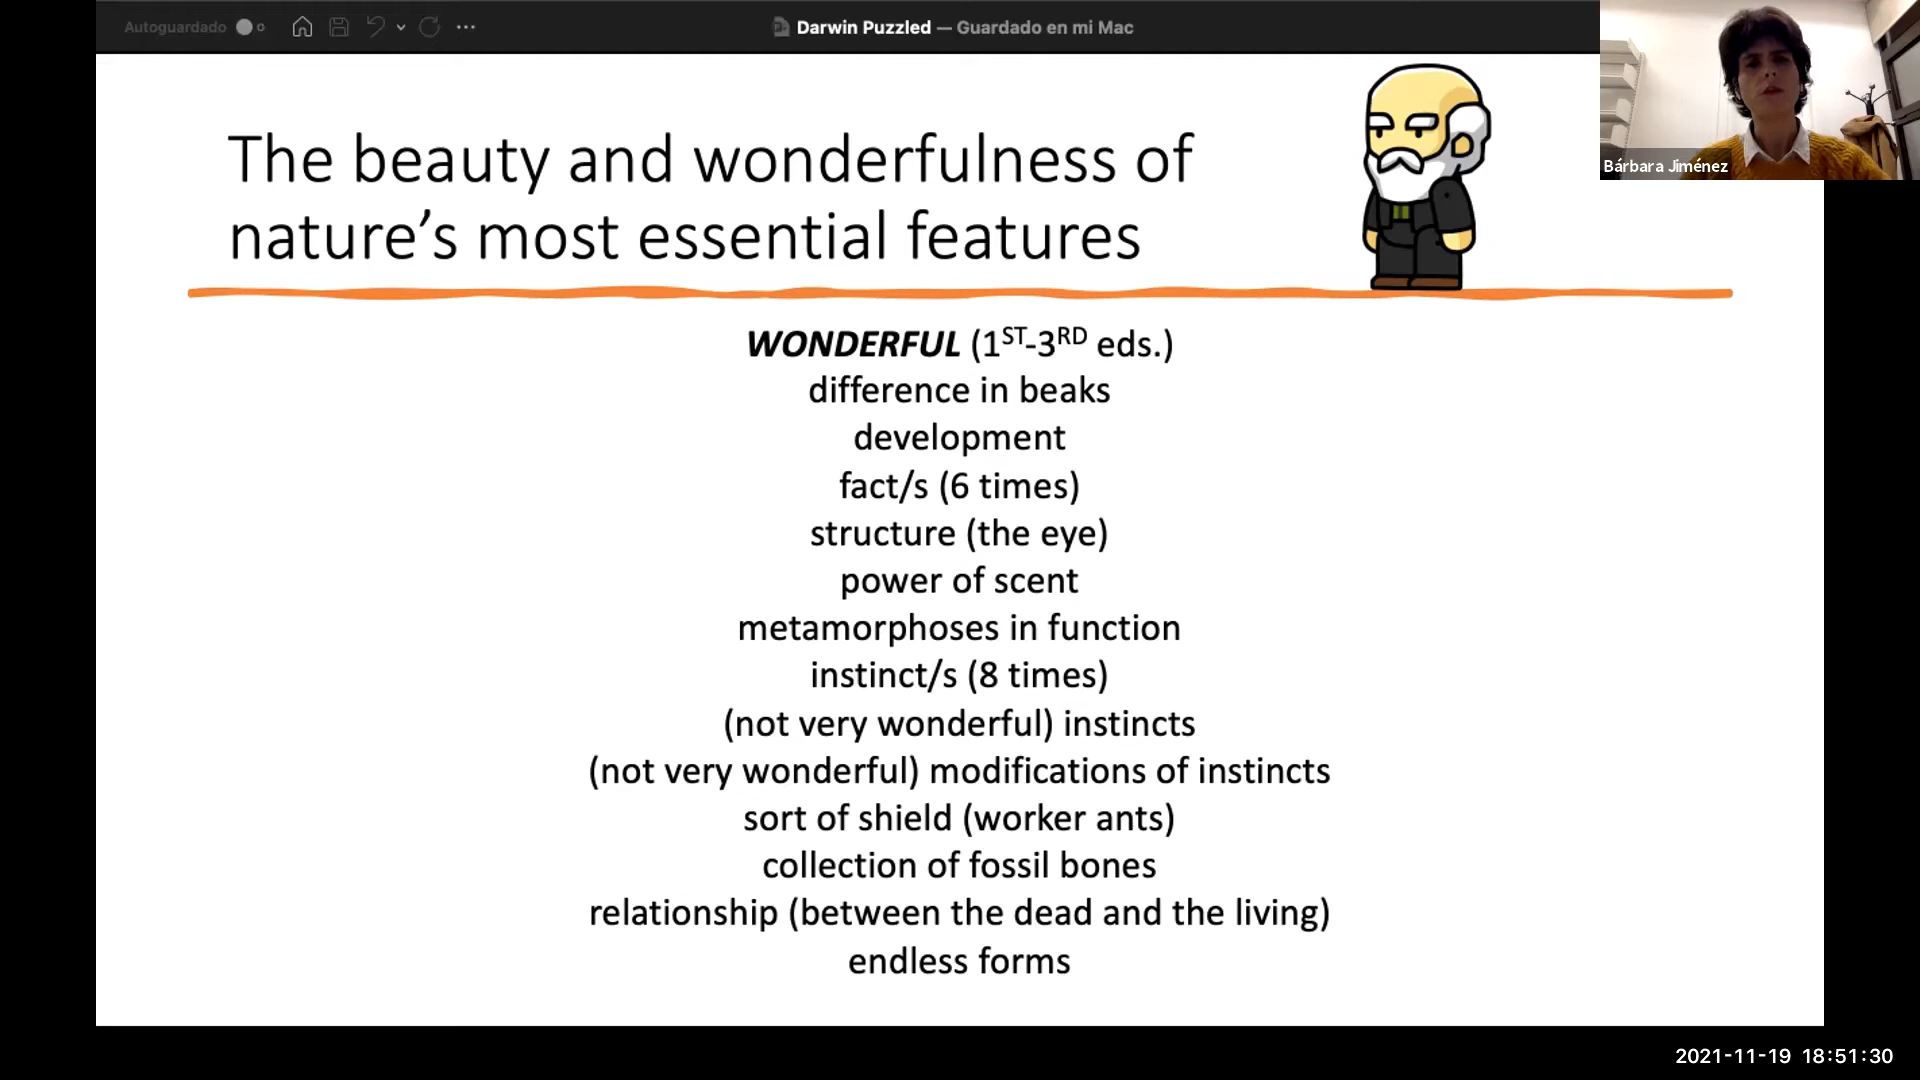 Autoguardado
Darwin Puzzled — Guardado en mi Mac
Bárbara Jiménez
The beauty and wonderfulness of
nature’s most essential features
WONDERFUL (1ST-3RD eds.)
difference in beaks
development
fact/s (6 times)
structure (the eye)
power of scent
metamorphoses in function
instinct/s (8 times)
(not very wonderful) instincts
(not very wonderful) modifications of instincts
sort of shield (worker ants)
collection of fossil bones
relationship (between the dead and the living)
endless forms
2021-11-19 18:51:30